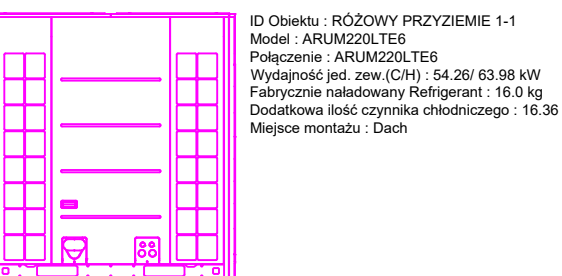 ID Obiektu : RÓŻOWY PRZYZIEMIE 1-1
Model : ARUM220LTE6
Połączenie : ARUM220LTE6
Wydajność jed. zew.(C/H) : 54.26/ 63.98 kW
Fabrycznie naładowany Refrigerant : 16.0 kg
Dodatkowa ilość czynnika chłodniczego : 16.36
Miejsce montażu : Dach